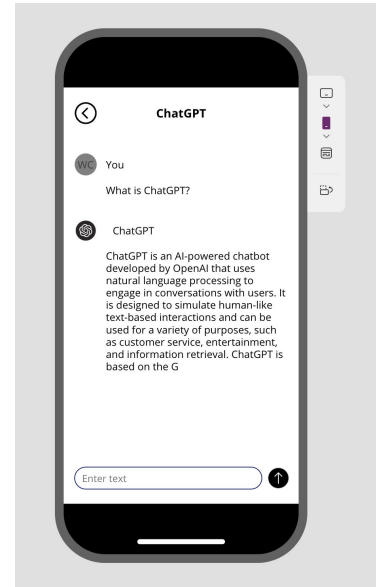 ChatGPT
WC
You
What is ChatGPT?
ChatGPT
ChatGPT is an AI-powered chatbot
developed by OpenAI that uses
natural language processing to
engage in conversations with users. It
is designed to simulate human-like
text-based interactions and can be
used for a variety of purposes, such
as customer service, entertainment,
and information retrieval. ChatGPT is
based on the G
Enter text